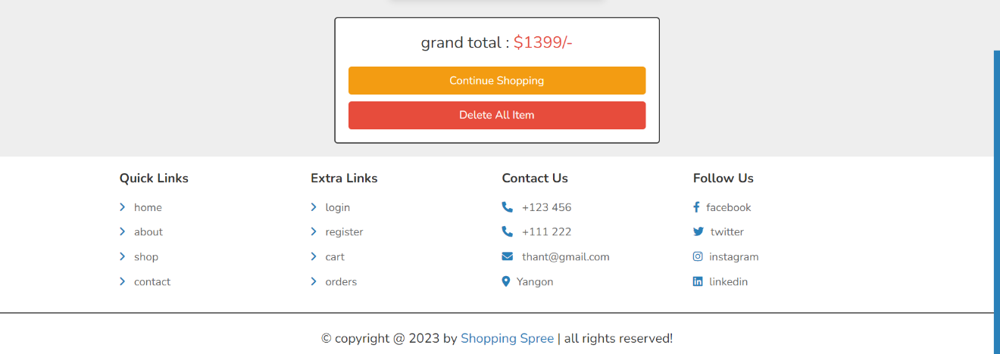 grand total : $1399/-
Continue Shopping
Delete All Item
Quick Links
home
about
shop
contact
Extra Links
login
register
cart
orders
Contact Us
+123 456
+111 222
thant@gmail.com
Yangon
Follow Us
facebook
twitter
instagram
linkedin
© copyright @ 2023 by Shopping Spree | all rights reserved!